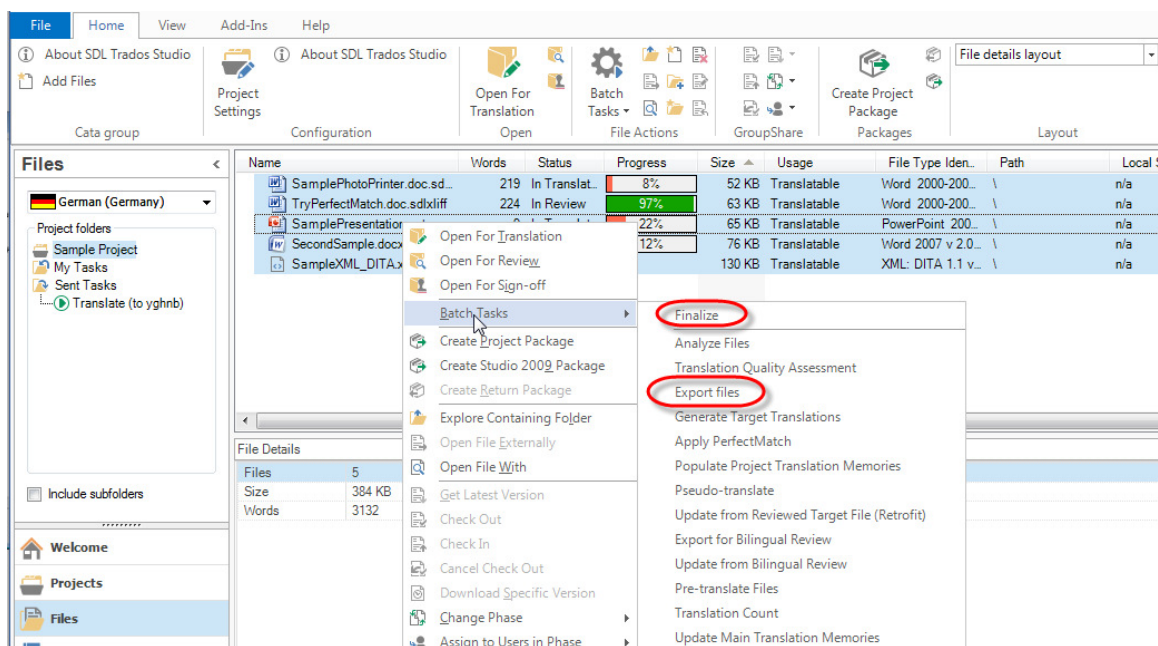 File Home View Add-Ins Help
About SDL Trados Studio
Add Files
Cata group
Project Settings
About SDL Trados Studio
Configuration
Open For Translation
Open
Batch Tasks
File Actions
GroupShare
Create Project Package
Packages
File details layout
Layout
Files
German (Germany)
Project folders
Sample Project
My Tasks
Sent Tasks
Translate (to yghnb)
Include subfolders
Welcome
Projects
Files
Name Words Status Progress Size Usage File Type Iden... Path Local
SamplePhotoPrinter.doc.sd... 219 In Translat... 8% 52 KB Translatable Word 2000-200... \ n/a
TryPerfectMatch.doc.sdlxliff 224 In Review 97% 63 KB Translatable Word 2000-200... \ n/a
SamplePresentation 22% 65 KB Translatable PowerPoint 200... \ n/a
SecondSample.docx 12% 76 KB Translatable Word 2007 v 2.0... \ n/a
SampleXML_DITA.x 130 KB Translatable XML: DITA 1.1 v... \ n/a
File Details
Files 5
Size 384 KB
Words 3132
Open For Translation
Open For Review
Open For Sign-off
Batch Tasks
Create Project Package
Create Studio 2009 Package
Create Return Package
Explore Containing Folder
Open File Externally
Open File With
Get Latest Version
Check Out
Check In
Cancel Check Out
Download Specific Version
Change Phase
Assign to Users in Phase
Finalize
Analyze Files
Translation Quality Assessment
Export files
Generate Target Translations
Apply PerfectMatch
Populate Project Translation Memories
Pseudo-translate
Update from Reviewed Target File (Retrofit)
Export for Bilingual Review
Update from Bilingual Review
Pre-translate Files
Translation Count
Update Main Translation Memories